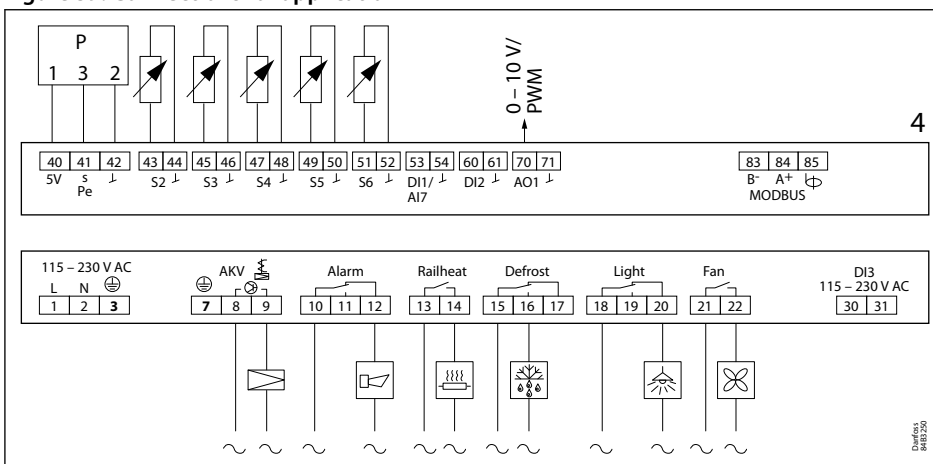 P
1 3 2
0 – 10 V/
PWM
4
40 41 42 43 44 45 46 47 48 49 50 51 52 53 54 60 61 70 71 83 84 85
5V s S2 S3 S4 S5 S6 DI1/ DI2 AO1 B- A+
Pe AI7 MODBUS
115 – 230 V AC AKV Alarm Railheat Defrost Light Fan DI3
L N 115 – 230 V AC
1 2 3 7 8 9 10 11 12 13 14 15 16 17 18 19 20 21 22 30 31
Danfoss
84B3250